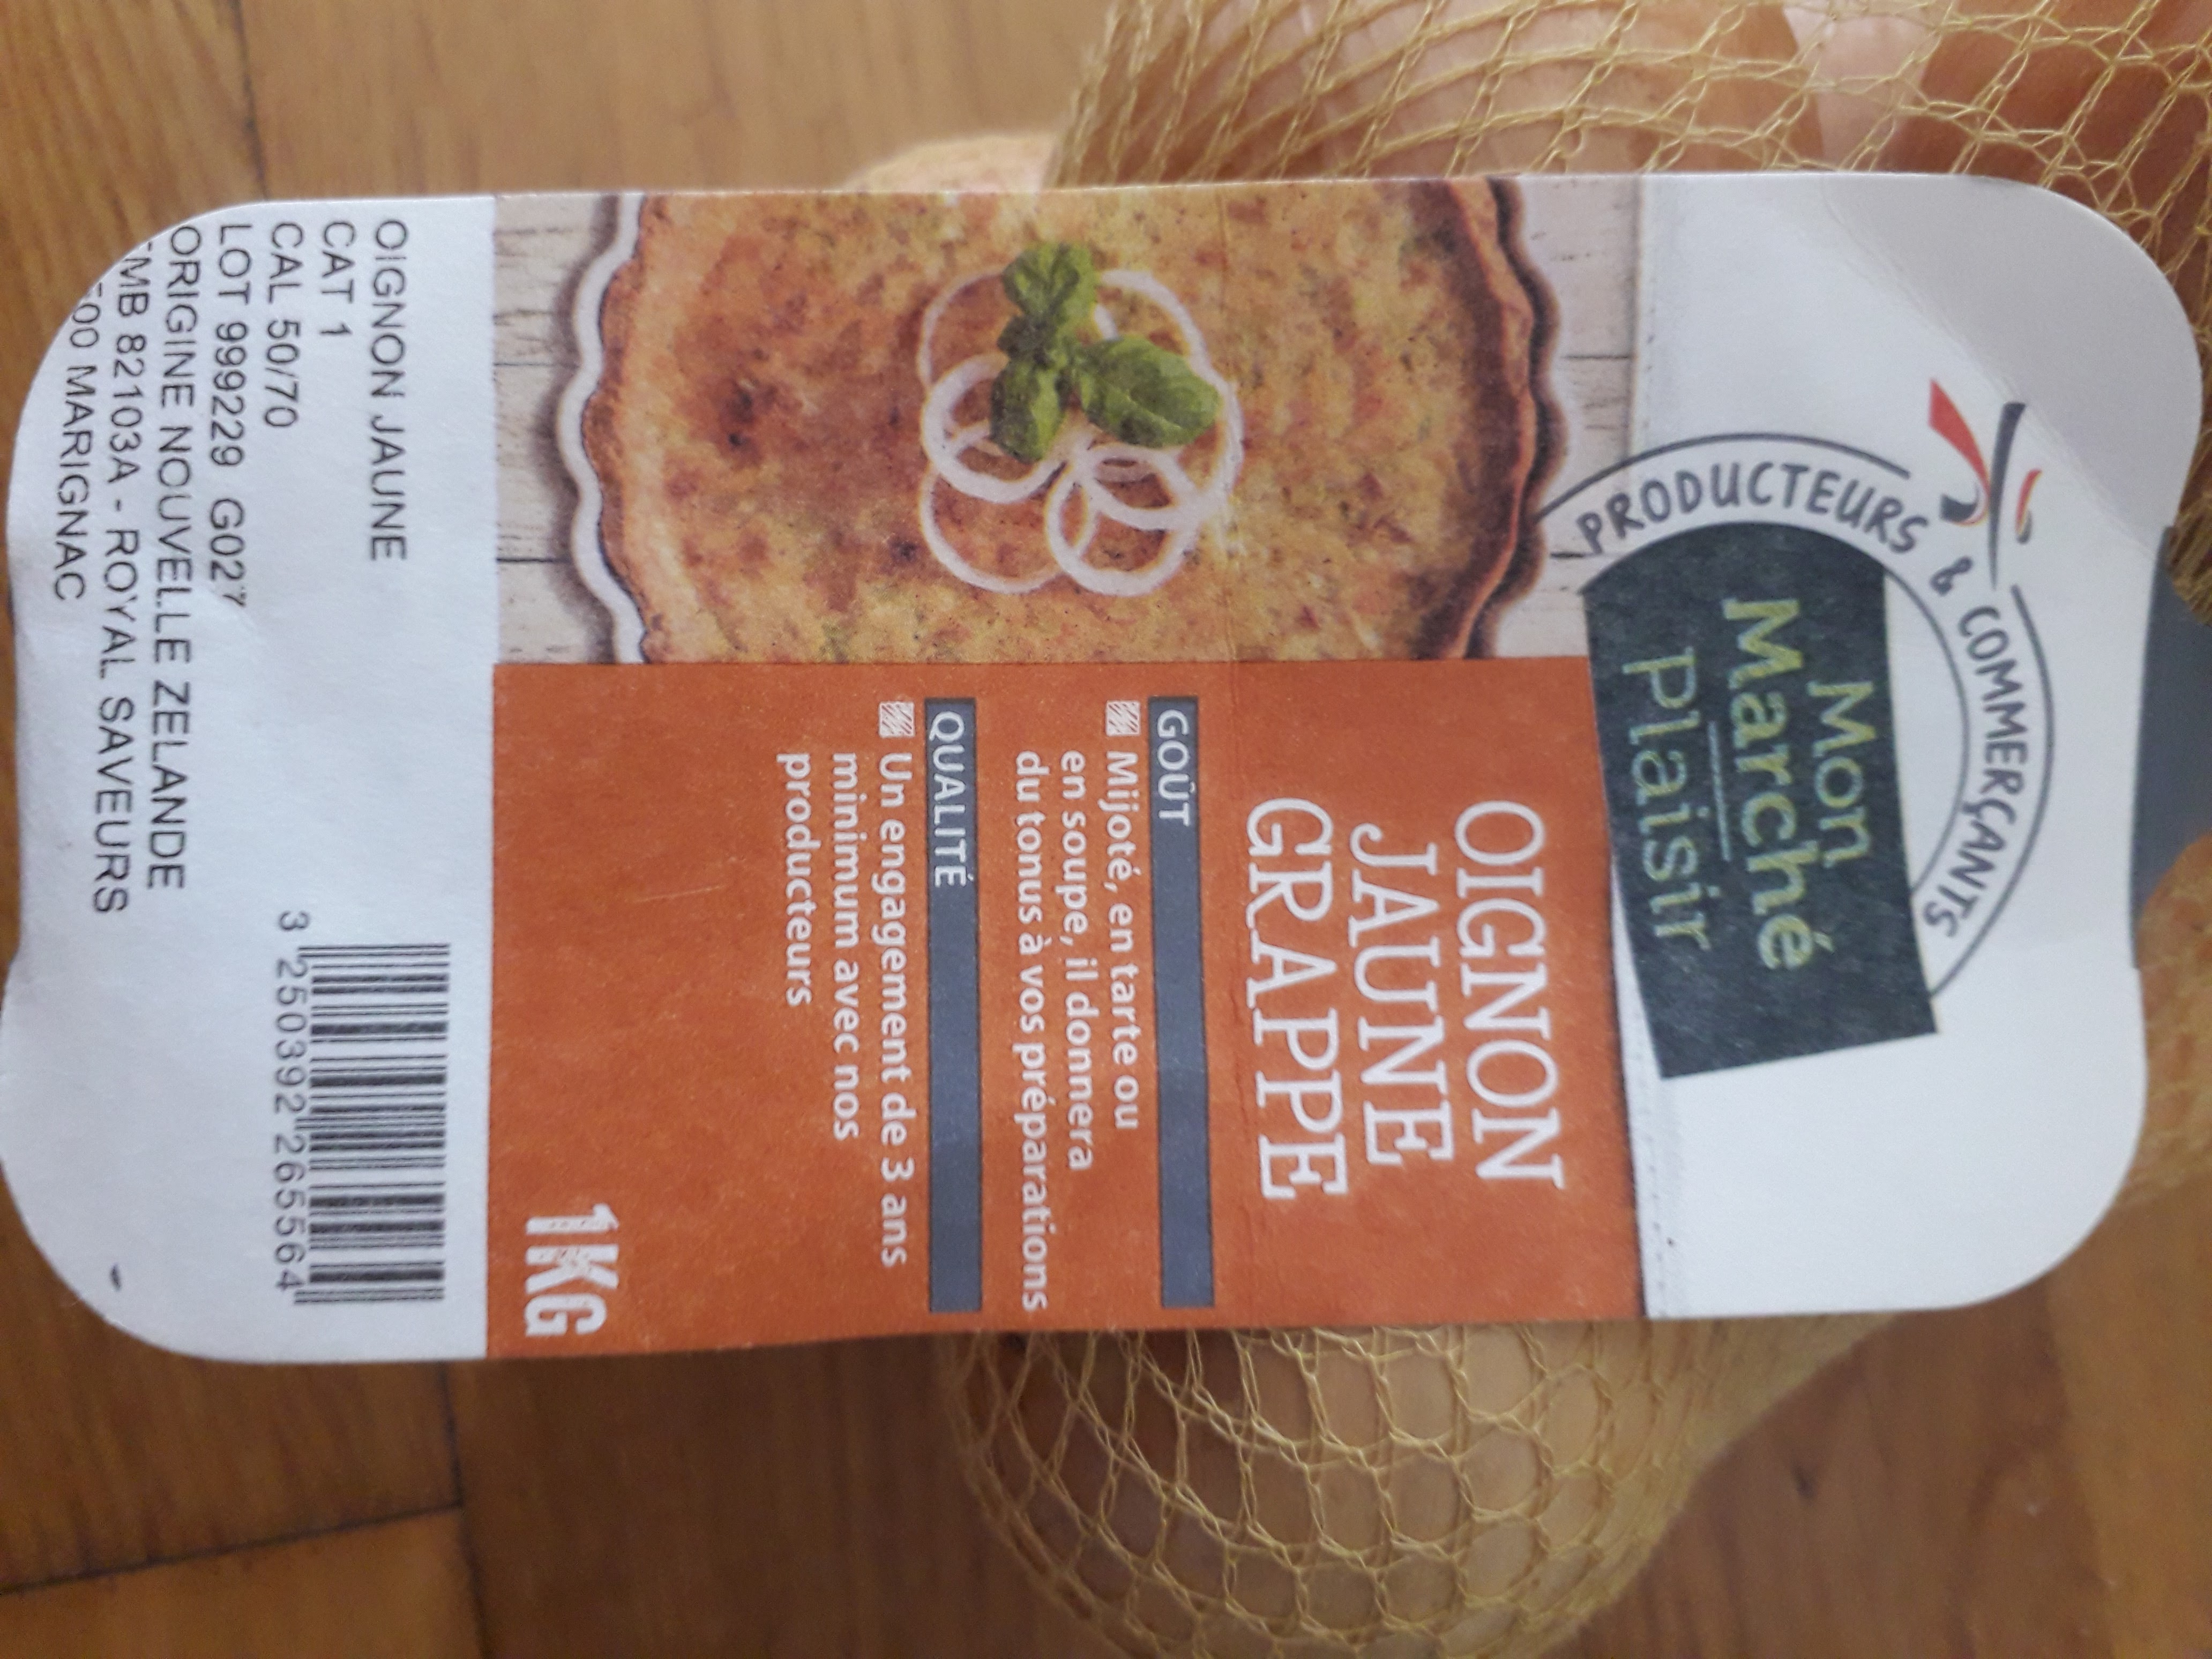 PRODUCTEURS & COMMERÇANTS
Mon
Marché
Plaisir
OIGNON
JAUNE
GRAPPE
GOÛT
Mijoté, en tarte ou
en soupe, il donnera
du tonus à vos préparations
QUALITÉ
Un engagement de 3 ans
minimum avec nos
producteurs
1KG
OIGNON JAUNE
CAT 1
CAL 50/70
LOT 999229 G027
ORIGINE NOUVELLE ZELANDE
MB 82103A - ROYAL SAVEURS
00 MARIGNAC
3 250392 265564